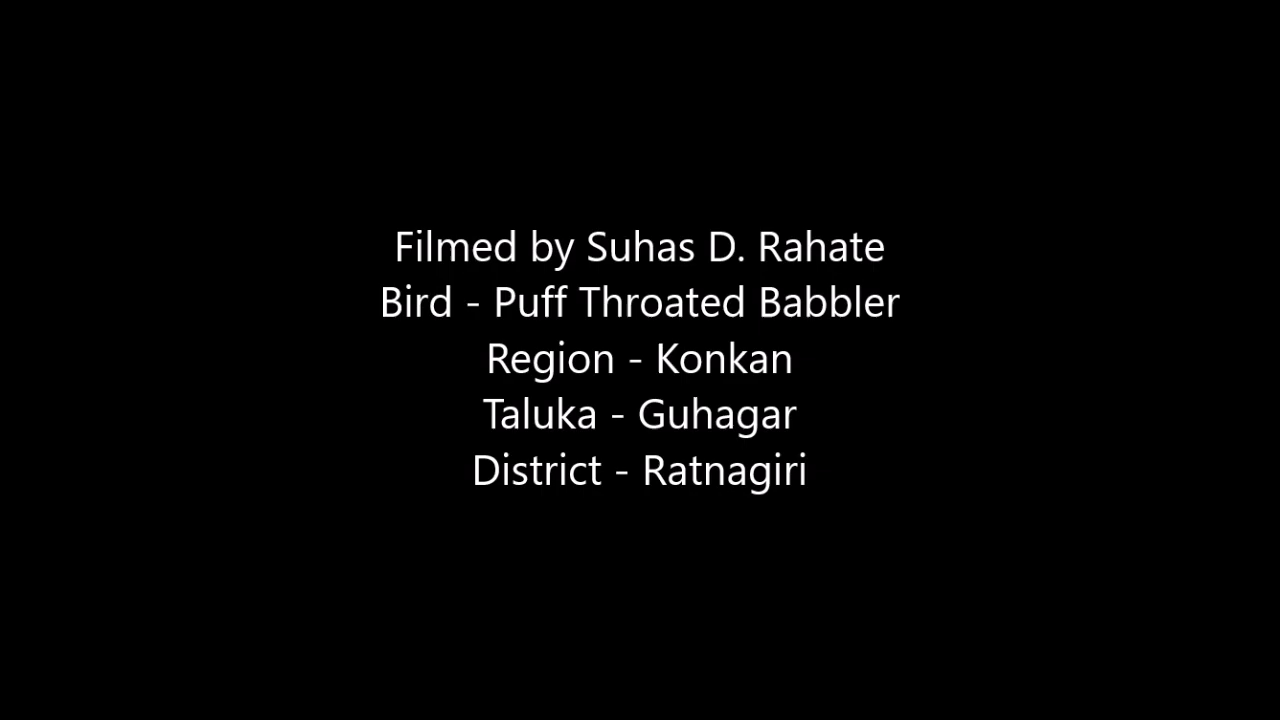 Filmed by Suhas D. Rahate
Bird - Puff Throated Babbler
Region - Konkan
Taluka - Guhagar
District - Ratnagiri